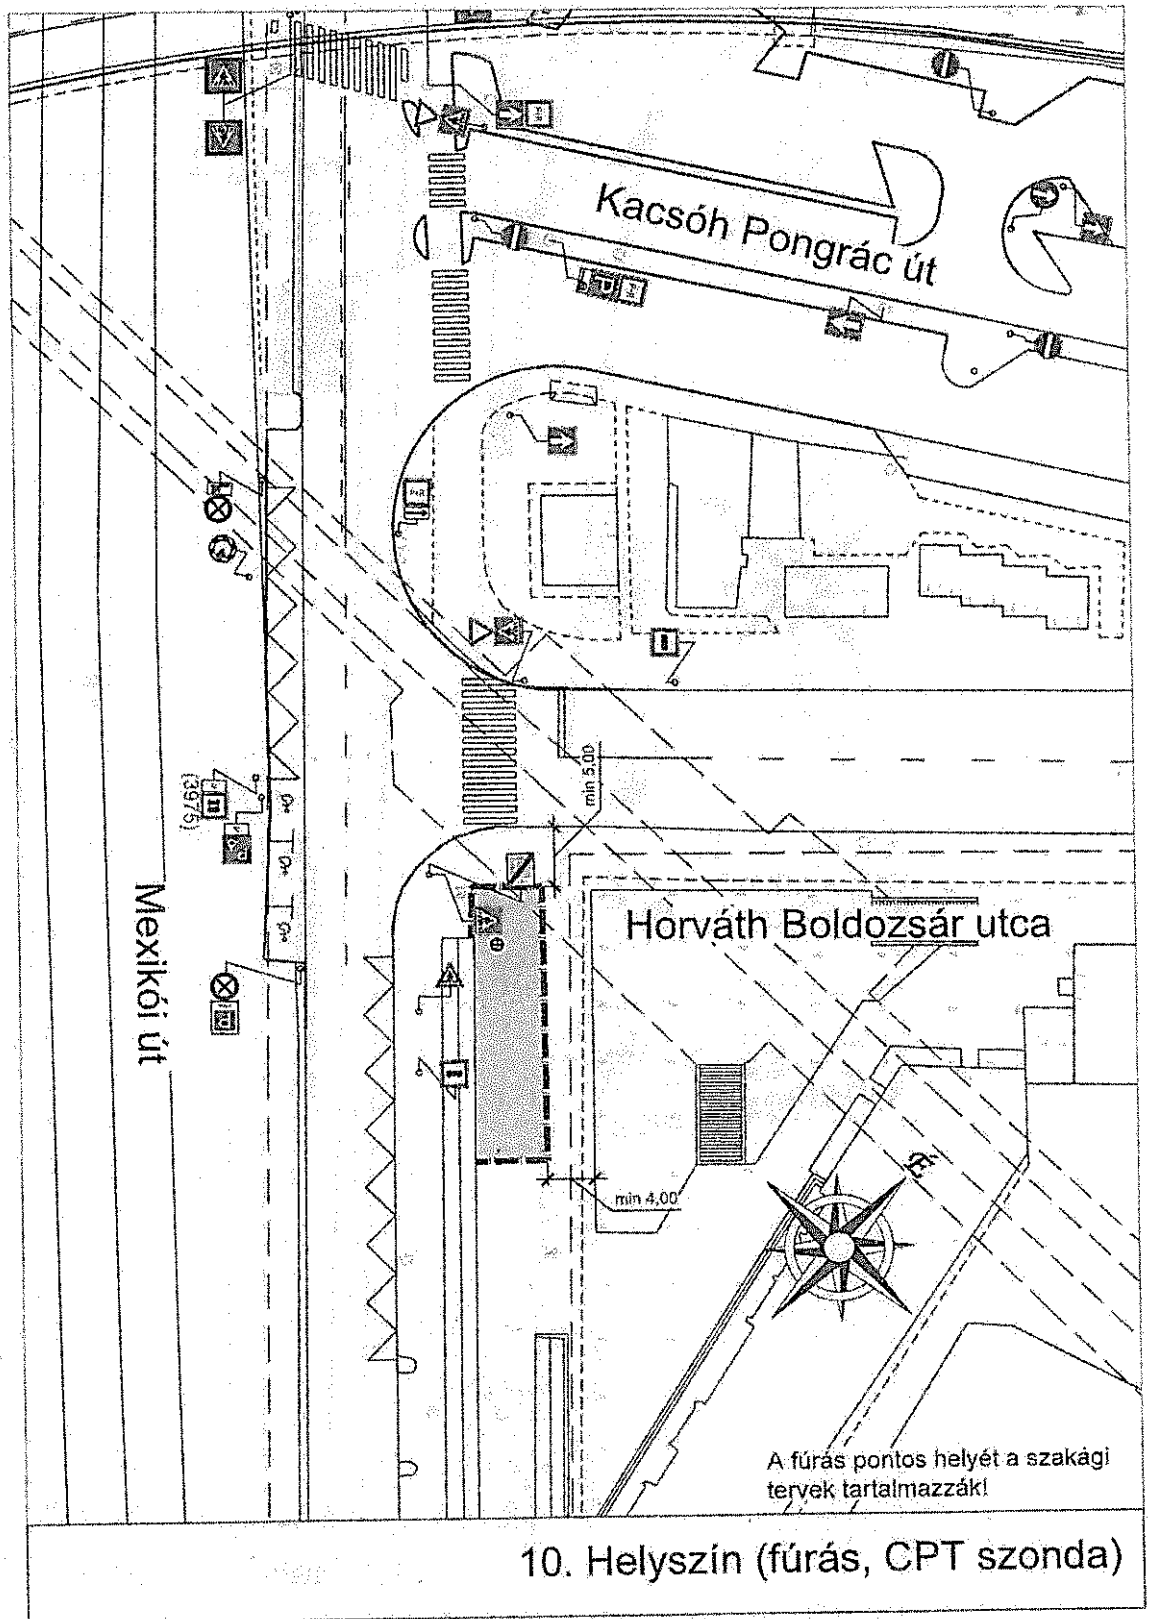 Kacsóh Pongrác út
P+R
min 5,00
(3975)
Horváth Boldozsár utca
Mexikói út
É
min 4,00
A fúrás pontos helyét a szakági
tervek tartalmazzák!
10. Helyszín (fúrás, CPT szonda)